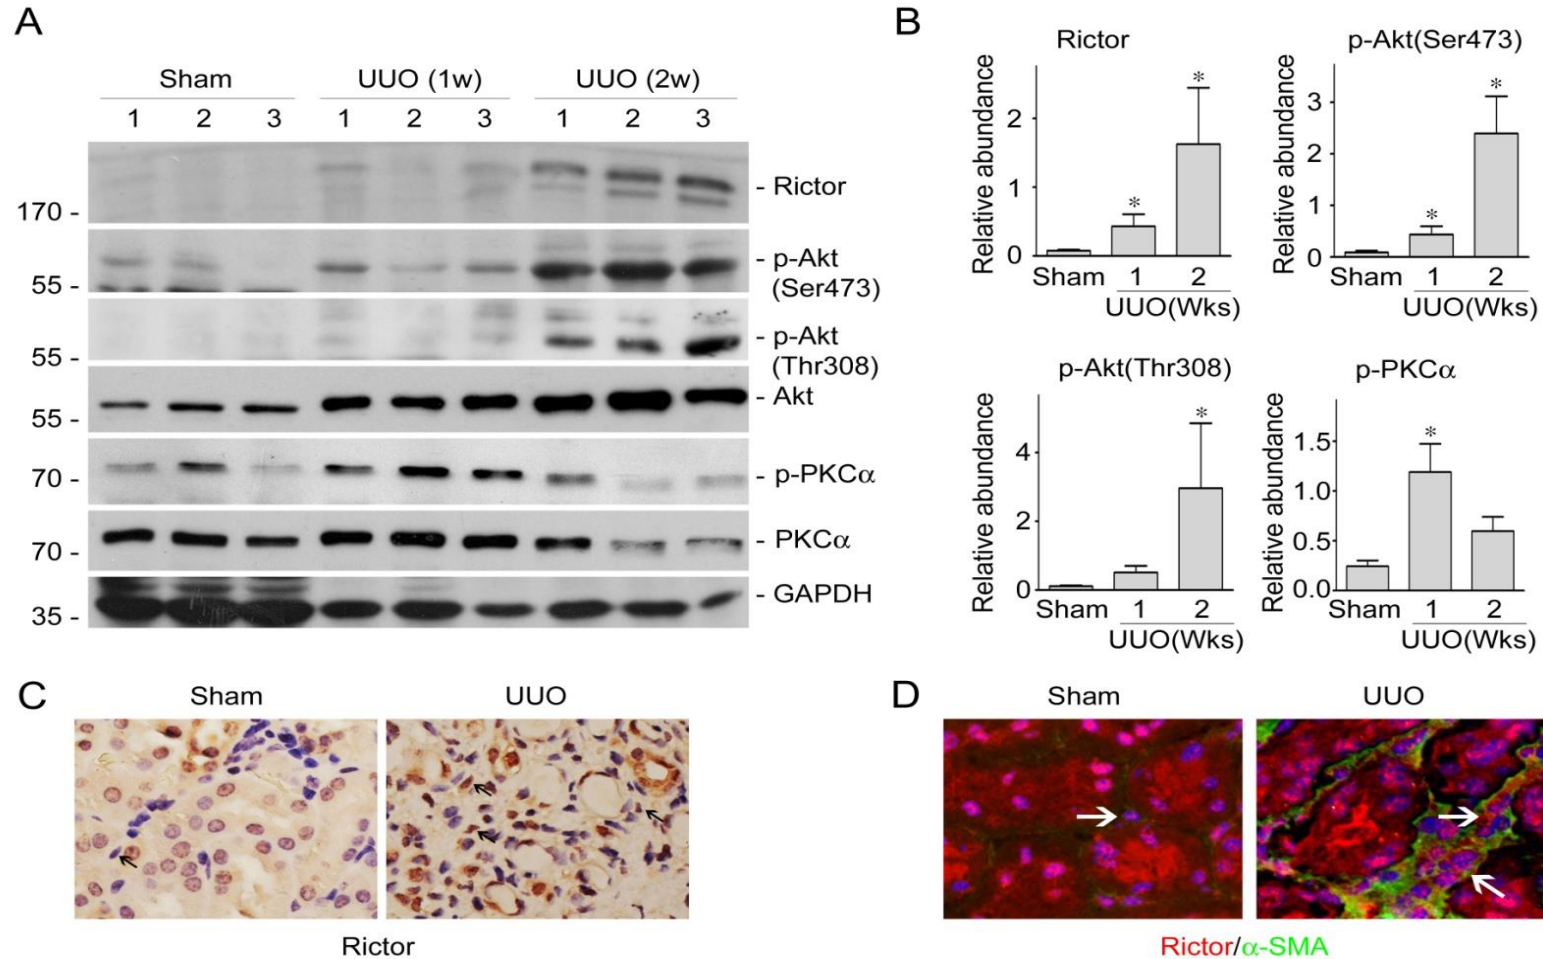 A
Sham UUO (1w) UUO (2w)
1 2 3 1 2 3 1 2 3
- Rictor
170 -
- p-Akt
(Ser473)
55 -
- p-Akt
(Thr308)
55 -
- Akt
55 -
- p-PKCα
70 -
- PKCα
70 -
- GAPDH
35 -
B
Rictor
Relative abundance
2
1
0
* *
Sham 1 2
UUO(Wks)
p-Akt(Ser473)
Relative abundance
3
2
1
0
* *
Sham 1 2
UUO(Wks)
p-Akt(Thr308)
Relative abundance
4
2
0
*
Sham 1 2
UUO(Wks)
p-PKCα
Relative abundance
1.5
1.0
0.5
0.0
*
Sham 1 2
UUO(Wks)
C
Sham UUO
Rictor
D
Sham UUO
Rictor/α-SMA